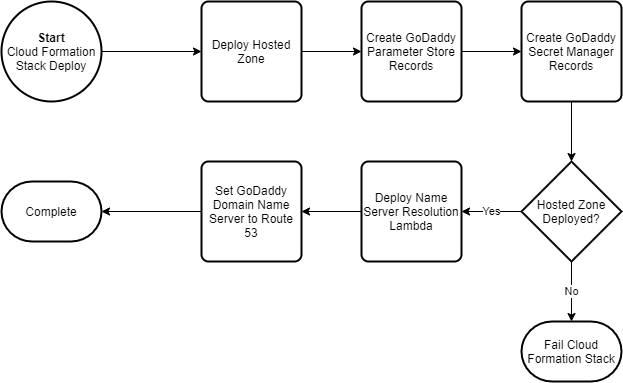 Start
Cloud Formation
Stack Deploy
Deploy Hosted
Zone
Create GoDaddy
Parameter Store
Records
Create GoDaddy
Secret Manager
Records
Hosted Zone
Deployed?
Yes
Deploy Name
Server Resolution
Lambda
Set GoDaddy
Domain Name
Server to Route
53
Complete
No
Fail Cloud
Formation Stack